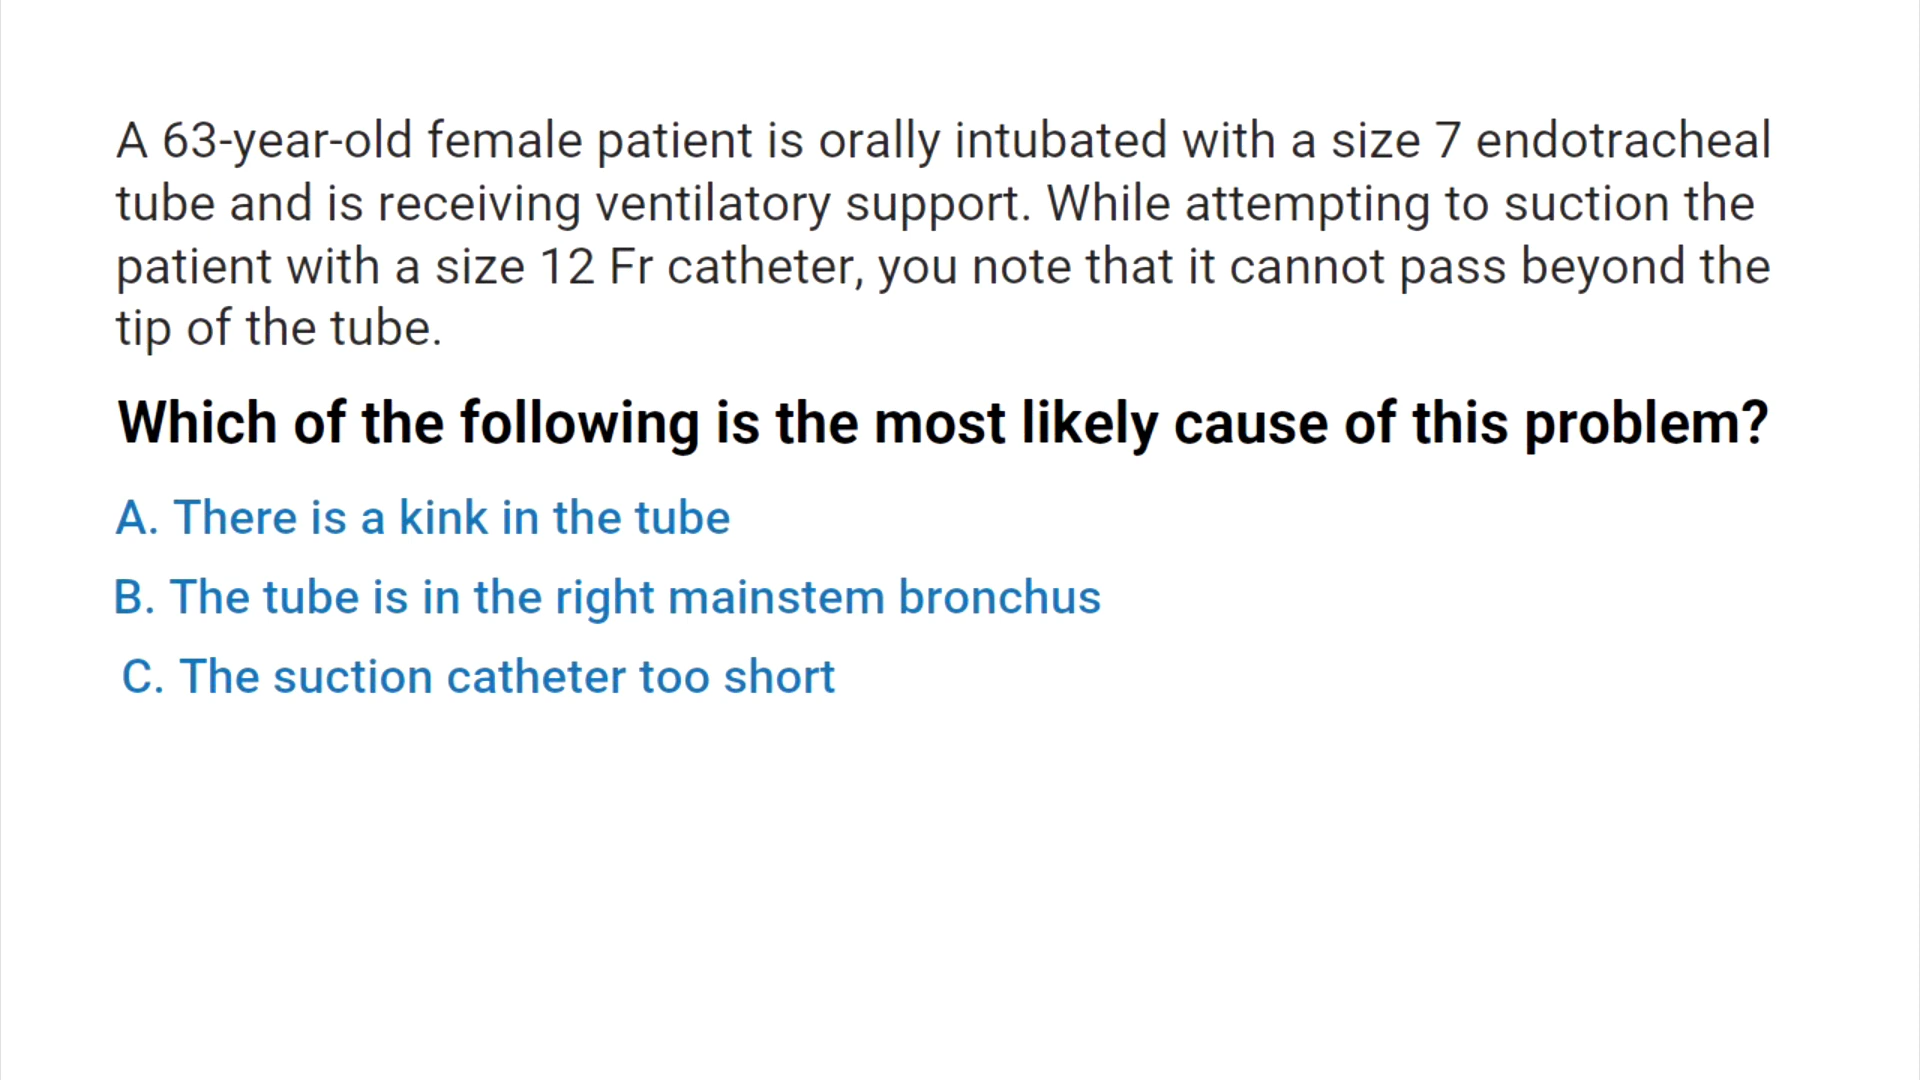 A 63-year-old female patient is orally intubated with a size 7 endotracheal
tube and is receiving ventilatory support. While attempting to suction the
patient with a size 12 Fr catheter, you note that it cannot pass beyond the
tip of the tube.
Which of the following is the most likely cause of this problem?
A. There is a kink in the tube
B. The tube is in the right mainstem bronchus
C. The suction catheter too short